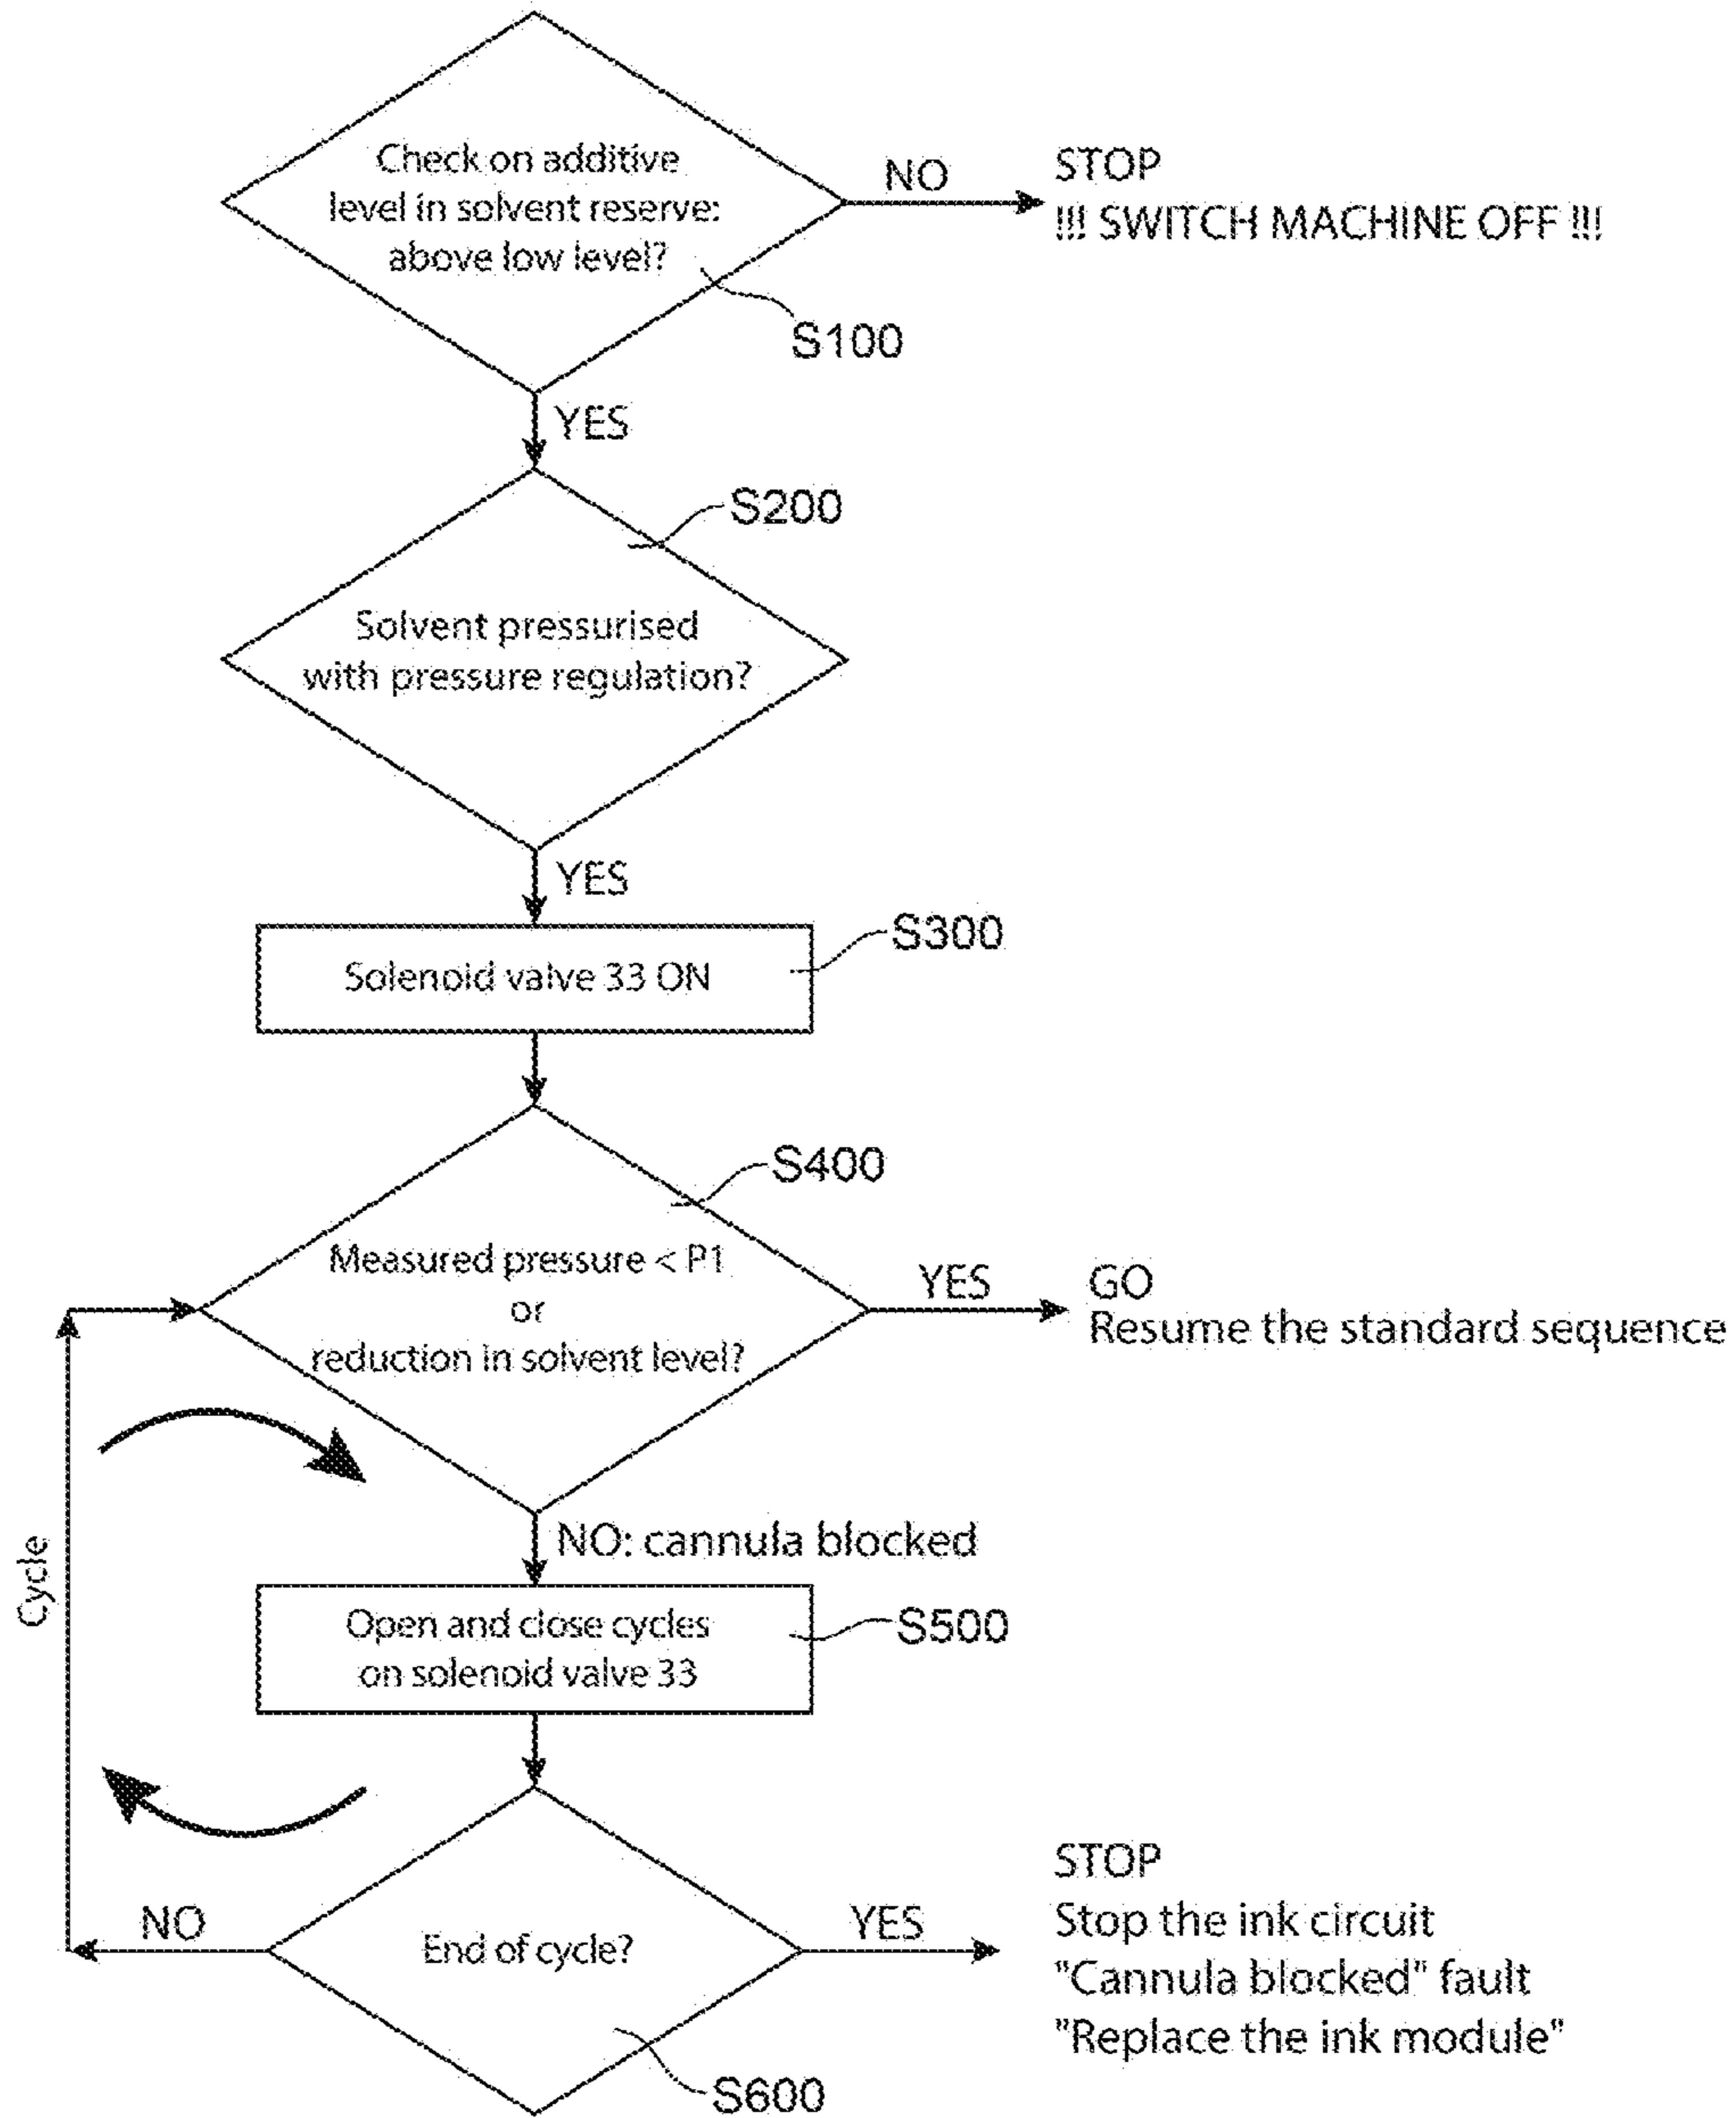 Check on additive
level in solvent reserve:
above low level?
NO
STOP
!!! SWITCH MACHINE OFF !!!
S100
YES
S200
Solvent pressurised
with pressure regulation?
YES
S300
Solenoid valve 33 ON
S400
Measured pressure < P1
or
reduction in solvent level?
YES
GO
Resume the standard sequence
Cycle
NO: cannula blocked
Open and close cycles
on solenoid valve 33
S500
NO
End of cycle?
YES
STOP
Stop the ink circuit
"Cannula blocked" fault
"Replace the ink module"
S600